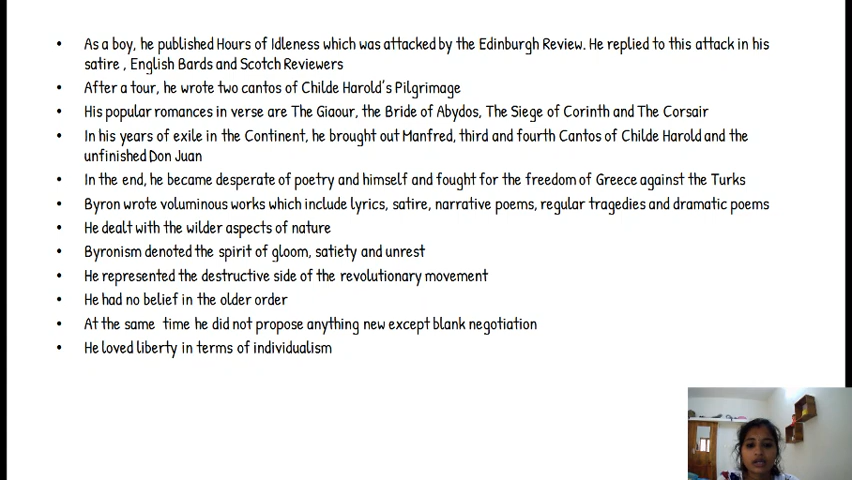 • As a boy, he published Hours of Idleness which was attacked by the Edinburgh Review. He replied to this attack in his
satire , English Bards and Scotch Reviewers
• After a tour, he wrote two cantos of Childe Harold's Pilgrimage
• His popular romances in verse are The Giaour, the Bride of Abydos, The Siege of Corinth and The Corsair
• In his years of exile in the Continent, he brought out Manfred, third and fourth Cantos of Childe Harold and the
unfinished Don Juan
• In the end, he became desperate of poetry and himself and fought for the freedom of Greece against the Turks
• Byron wrote voluminous works which include lyrics, satire, narrative poems, regular tragedies and dramatic poems
• He dealt with the wilder aspects of nature
• Byronism denoted the spirit of gloom, satiety and unrest
• He represented the destructive side of the revolutionary movement
• He had no belief in the older order
• At the same time he did not propose anything new except blank negotiation
• He loved liberty in terms of individualism